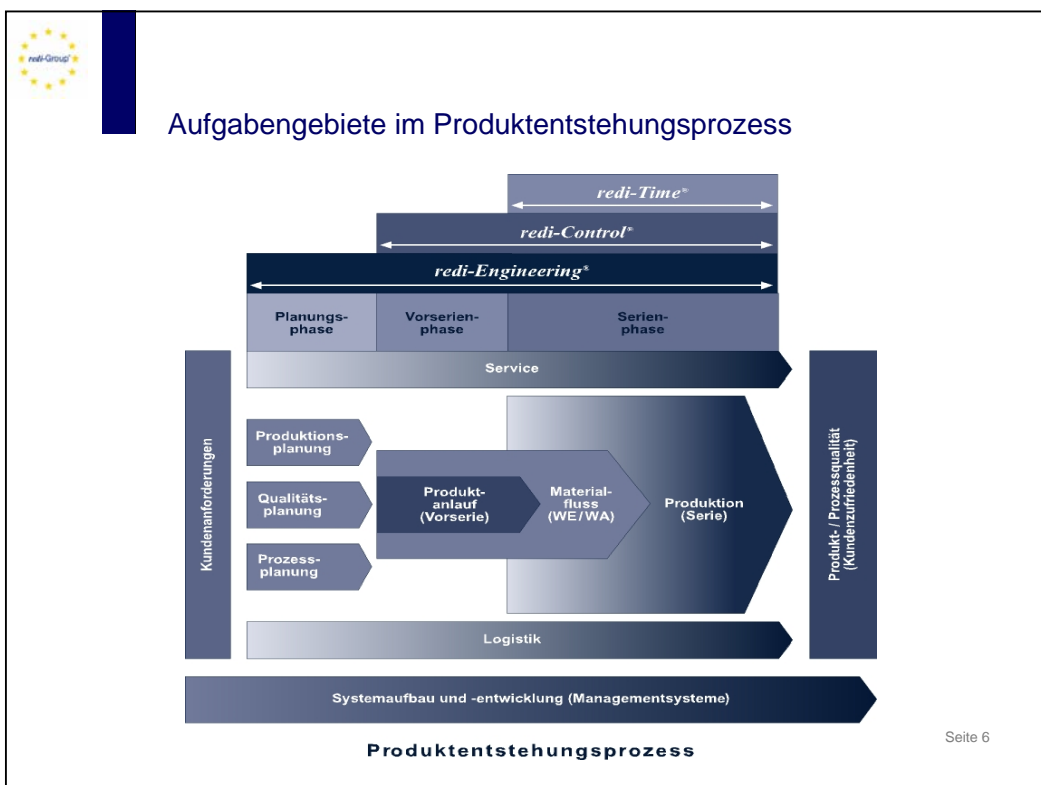 redi-Group®
Aufgabengebiete im Produktentstehungsprozess
redi-Time®
redi-Control®
redi-Engineering®
Planungs-
phase
Vorserien-
phase
Serien-
phase
Service
Kundenanforderungen
Produktions-
planung
Qualitäts-
planung
Prozess-
planung
Produkt-
anlauf
(Vorserie)
Material-
fluss
(WE/WA)
Produktion
(Serie)
Produkt- / Prozessqualität
(Kundenzufriedenheit)
Logistik
Systemaufbau und -entwicklung (Managementsysteme)
Produktentstehungsprozess
Seite 6